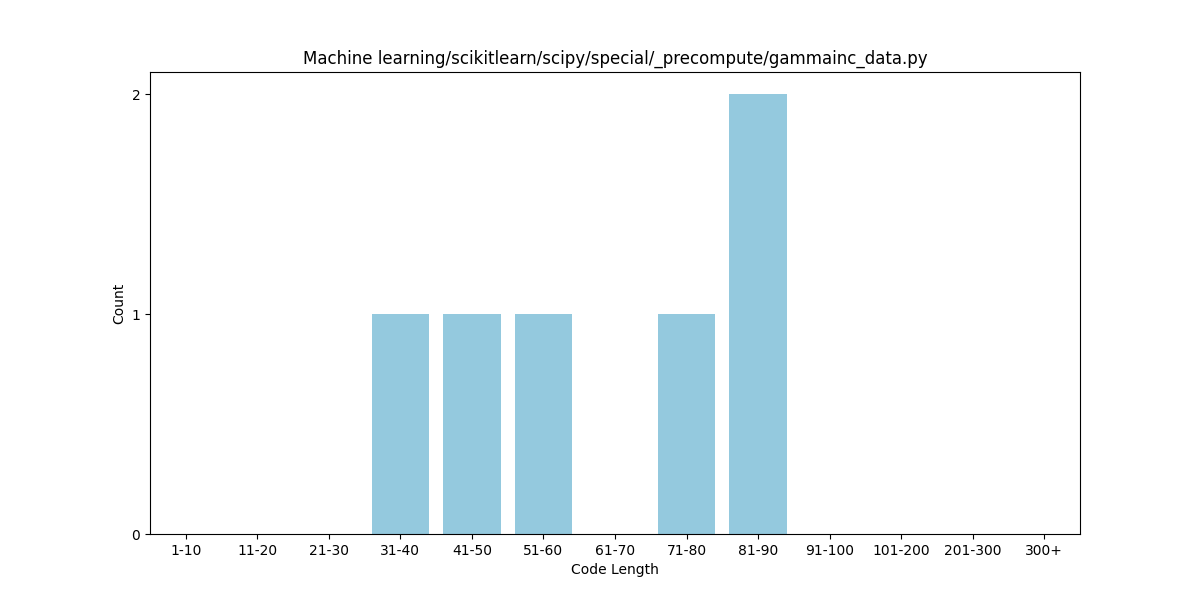 Machine learning/scikitlearn/scipy/special/_precompute/gammainc_data.py
2
1
0
Count
1-10 11-20 21-30 31-40 41-50 51-60 61-70 71-80 81-90 91-100 101-200 201-300 300+
Code Length